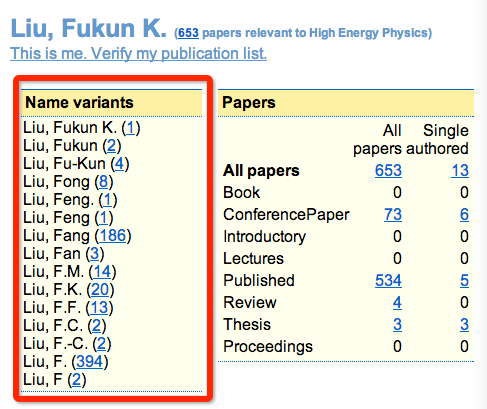 Liu, Fukun K. (653 papers relevant to High Energy Physics)
This is me. Verify my publication list.
Name variants
Liu, Fukun K. (1)
Liu, Fukun (2)
Liu, Fu-Kun (4)
Liu, Fong (8)
Liu, Feng. (1)
Liu, Feng (1)
Liu, Fang (186)
Liu, Fan (3)
Liu, F.M. (14)
Liu, F.K. (20)
Liu, F.F. (13)
Liu, F.C. (2)
Liu, F.-C. (2)
Liu, F. (394)
Liu, F (2)
Papers
All papers Single authored
All papers 653 13
Book 0 0
ConferencePaper 73 6
Introductory 0 0
Lectures 0 0
Published 534 5
Review 4 0
Thesis 3 3
Proceedings 0 0